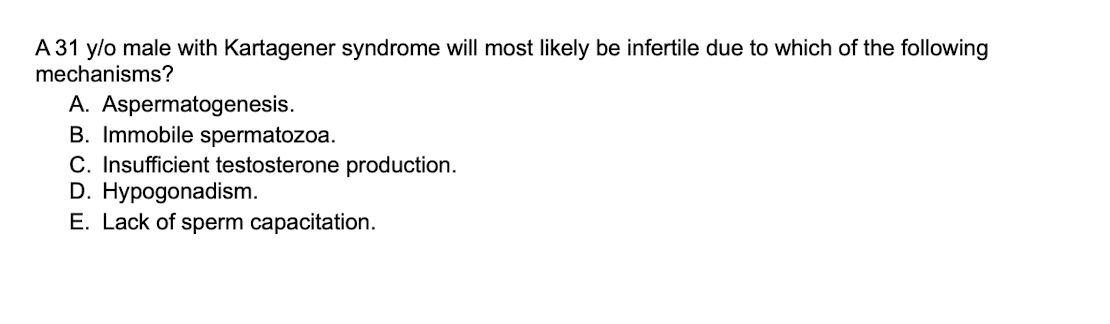 A 31 y/o male with Kartagener syndrome will most likely be infertile due to which of the following
mechanisms?
A. Aspermatogenesis.
B. Immobile spermatozoa.
C. Insufficient testosterone production.
D. Hypogonadism.
E. Lack of sperm capacitation.